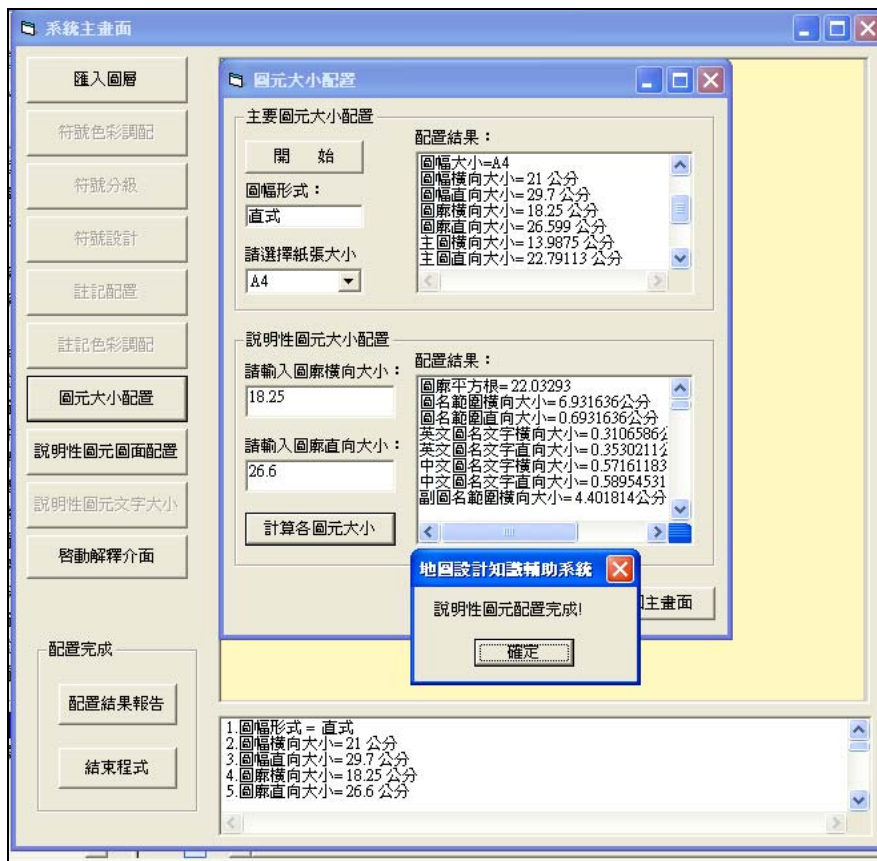 系統主畫面
匯入圖層
符號色彩調配
符號分級
符號設計
註記配置
註記色彩調配
圖元大小配置
說明性圖元圖面配置
說明性圖元文字大小
啓動解釋介面
配置完成
配置結果報告
結束程式
圖元大小配置
主要圖元大小配置
開 始
圖幅形式：
直式
請選擇紙張大小
A4
配置結果：
圖幅大小=A4
圖幅橫向大小= 21 公分
圖幅直向大小= 29.7 公分
圖廓橫向大小= 18.25 公分
圖廓直向大小= 26.599 公分
主圖橫向大小= 13.9875 公分
主圖直向大小= 22.79113 公分
說明性圖元大小配置
請輸入圖廓橫向大小：
18.25
請輸入圖廓直向大小：
26.6
計算各圖元大小
配置結果：
圖廓平方根= 22.03293
圖名範圍橫向大小= 6.931636公分
圖名範圍直向大小= 0.6931636公分
英文圖名文字橫向大小= 0.3106586
英文圖名文字直向大小= 0.3530211
中文圖名文字橫向大小= 0.57161183
中文圖名文字直向大小= 0.58954531
副圖名範圍橫向大小= 4.401814公分
主畫面
地圖設計知識輔助系統
說明性圖元配置完成!
確定
1.圖幅形式 = 直式
2.圖幅橫向大小= 21 公分
3.圖幅直向大小= 29.7 公分
4.圖廓橫向大小= 18.25 公分
5.圖廓直向大小= 26.6 公分